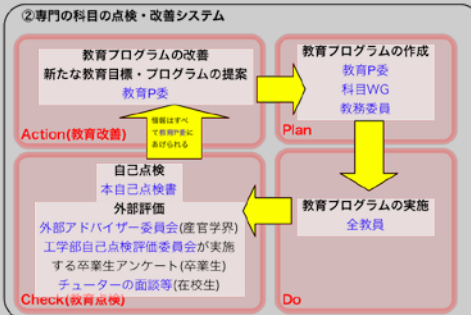 ②専門の科目の点検・改善システム
教育プログラムの改善
新たな教育目標・プログラムの提案
教育P委
Action(教育改善)
教育プログラムの作成
教育P委
科目WG
教務委員
Plan
情報はすべ
て教育P委に
あげられる
自己点検
本自己点検書
外部評価
外部アドバイザー委員会(産官学界)
工学部自己点検評価委員会が実施
する卒業生アンケート(卒業生)
チューターの面談等(在校生)
Check(教育点検)
教育プログラムの実施
全教員
Do